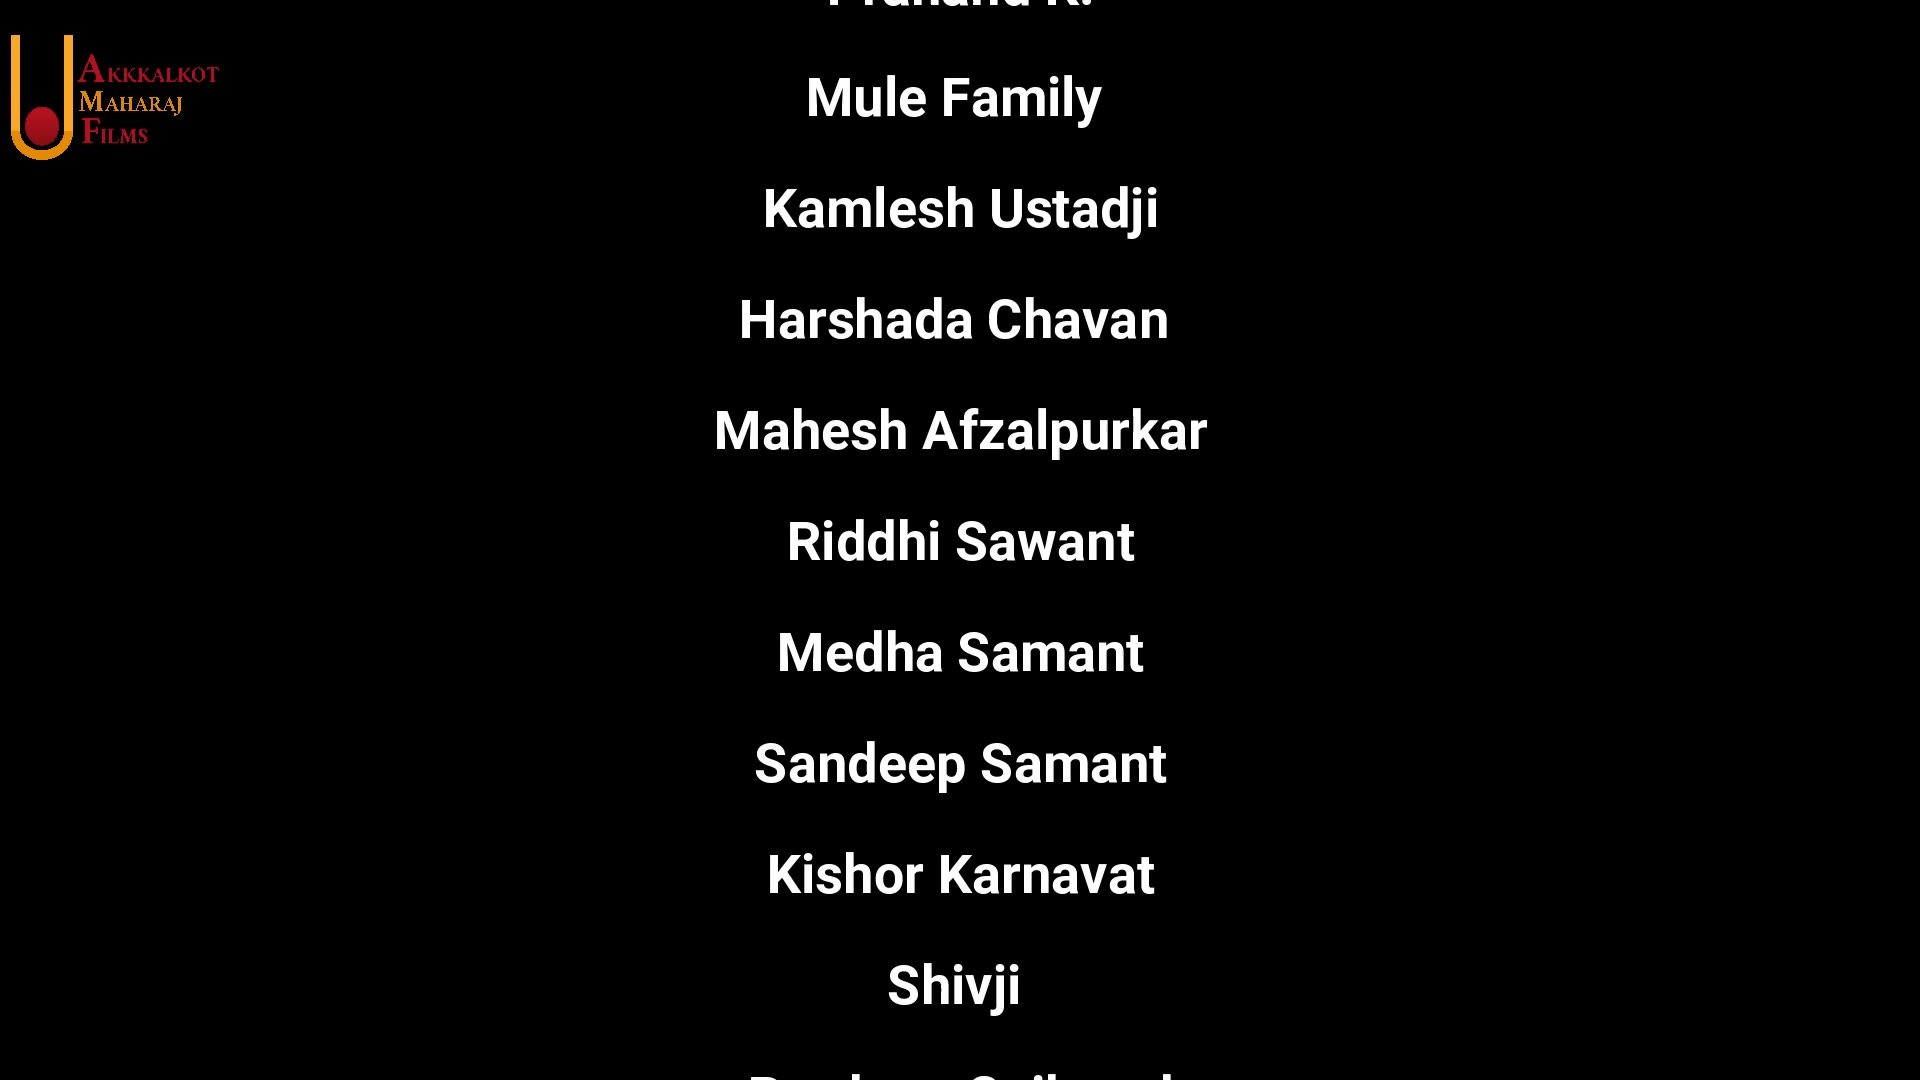 AKKKALKOT
MAHARAJ
FILMS
Mule Family
Kamlesh Ustadji
Harshada Chavan
Mahesh Afzalpurkar
Riddhi Sawant
Medha Samant
Sandeep Samant
Kishor Karnavat
Shivji